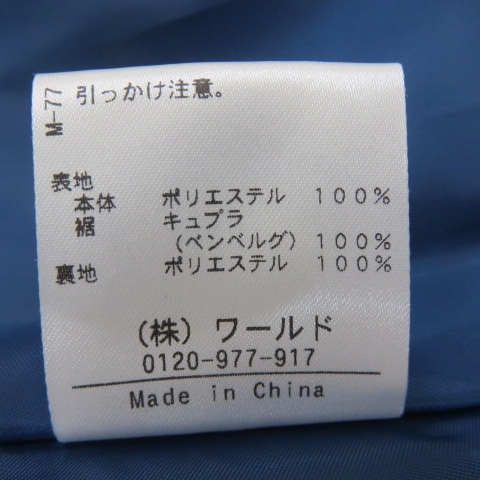 M-77 引っかけ注意。
表地
本体 ポリエステル 100%
裾 キュプラ
(ベンベルグ) 100%
裏地 ポリエステル 100%
(株) ワールド
0120-977-917
Made in China